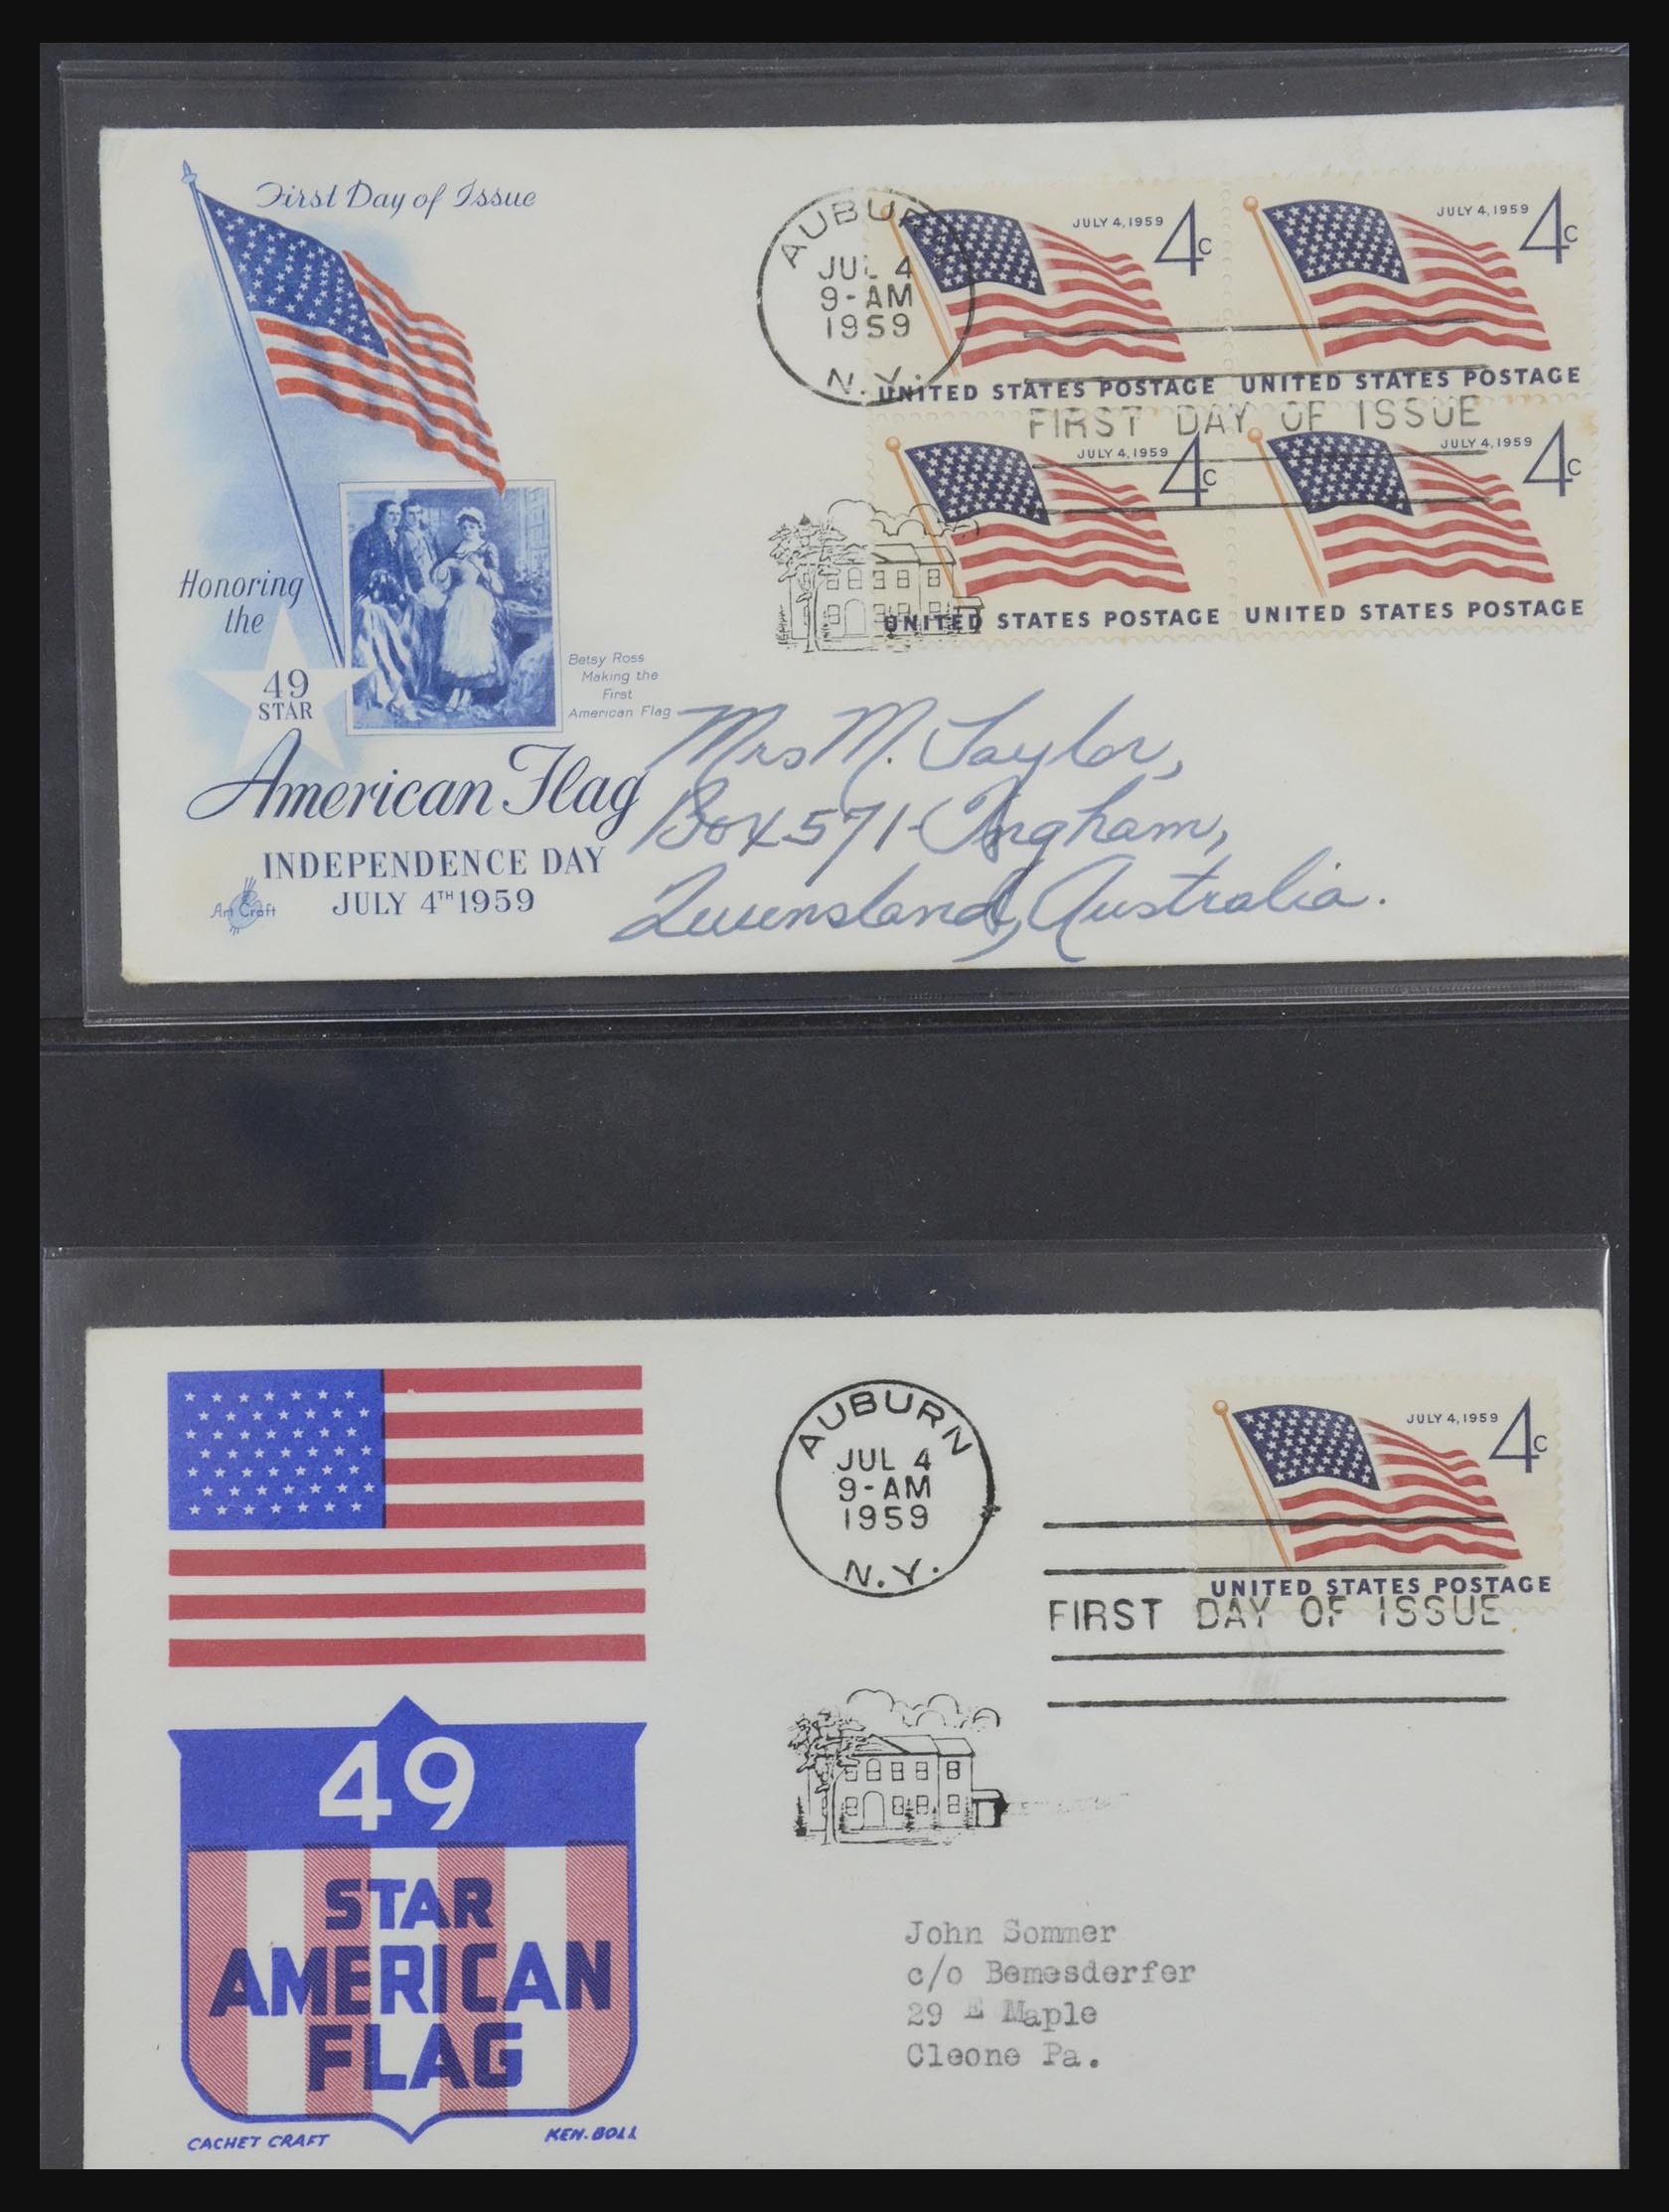 First Day of Issue
Honoring
the
49
STAR
Betsy Ross
Making the
First
American Flag
American Flag
INDEPENDENCE DAY
JULY 4TH 1959
Art Craft
AUBURN
JUL 4
9-AM
1959
N.Y.
JULY 4, 1959 4c
JULY 4, 1959 4c
UNITED STATES POSTAGE UNITED STATES POSTAGE
FIRST DAY OF ISSUE
JULY 4, 1959 4c
JULY 4, 1959 4c
UNITED STATES POSTAGE UNITED STATES POSTAGE
Mrs M. Taylor,
Box 571 Ingham,
Queensland, Australia.
AUBURN
JUL 4
9-AM
1959
N.Y.
JULY 4, 1959 4c
UNITED STATES POSTAGE
FIRST DAY OF ISSUE
49
STAR
AMERICAN
FLAG
CACHET CRAFT
KEN. BOLL
John Sommer
c/o Bemesderfer
29 E Maple
Cleone Pa.